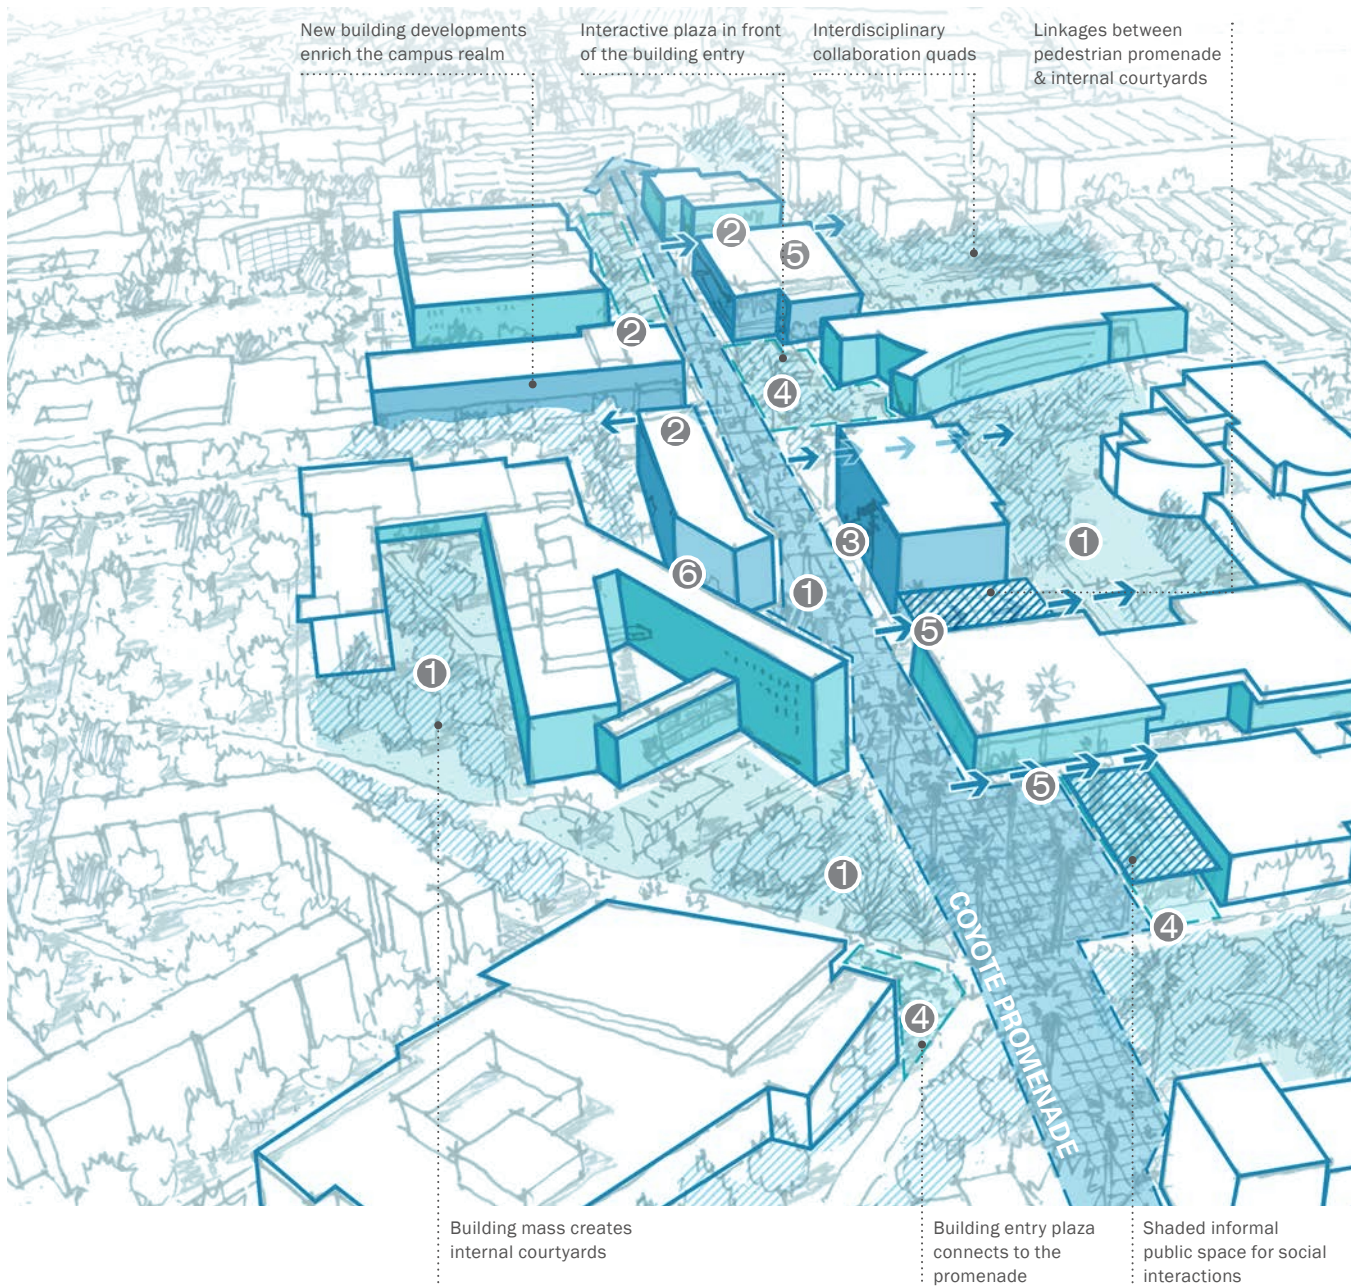 New building developments
enrich the campus realm
Interactive plaza in front
of the building entry
Interdisciplinary
collaboration quads
Linkages between
pedestrian promenade
& internal courtyards
2
5
2
4
2
3
1
6
1
5
1
5
1
4
4
COYOTE PROMENADE
Building mass creates
internal courtyards
Building entry plaza
connects to the
promenade
Shaded informal
public space for social
interactions